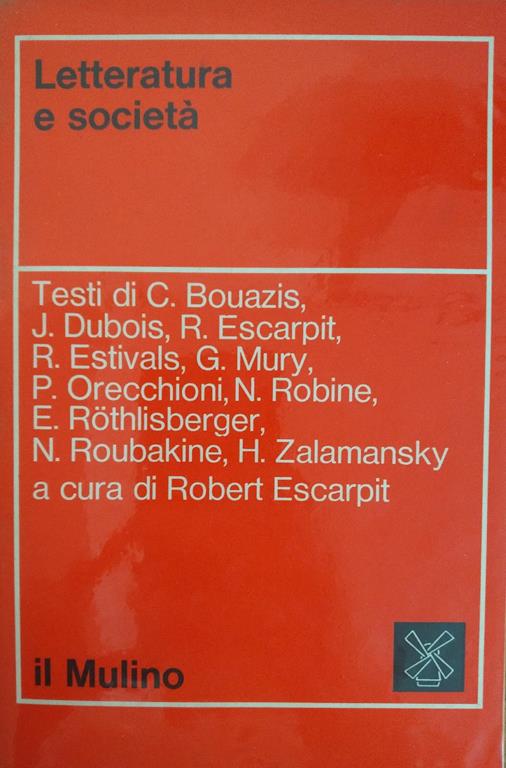 Letteratura
e società
Testi di C. Bouazis,
J. Dubois, R. Escarpit,
R. Estivals, G. Mury,
P. Orecchioni, N. Robine,
E. Röthlisberger,
N. Roubakine, H. Zalamansky
a cura di Robert Escarpit
il Mulino